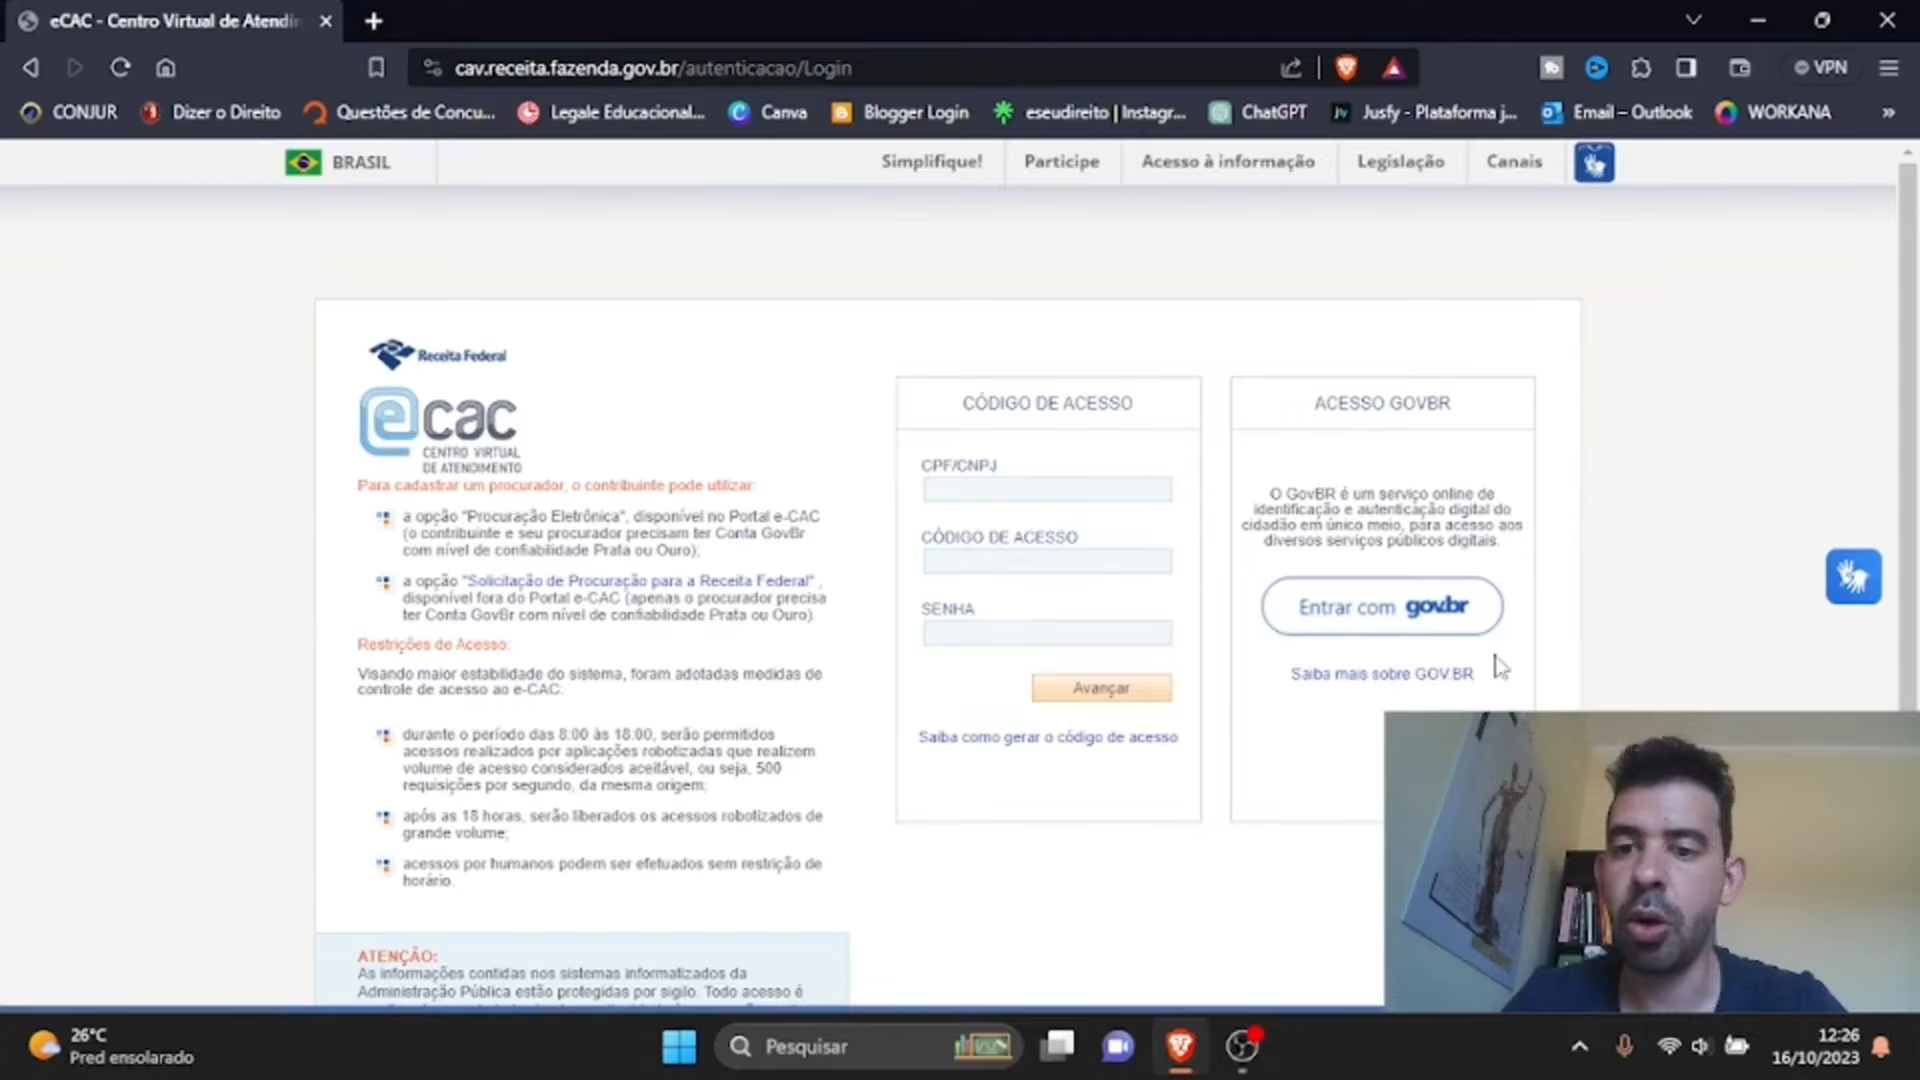 eCAC - Centro Virtual de Atendin
cav.receita.fazenda.gov.br/autenticacao/Login
VPN
CONJUR
Dizer o Direito
Questões de Concu...
Legale Educacional...
Canva
Blogger Login
eseudireito | Instagr...
ChatGPT
Jusfy - Plataforma j...
Email – Outlook
WORKANA
BRASIL
Simplifique!
Participe
Acesso à informação
Legislação
Canais
Receita Federal
ecac
CENTRO VIRTUAL
DE ATENDIMENTO
Para cadastrar um procurador, o contribuinte pode utilizar:
a opção "Procuração Eletrônica", disponível no Portal e-CAC
(o contribuinte e seu procurador precisam ter Conta GovBr
com nível de confiabilidade Prata ou Ouro);
a opção "Solicitação de Procuração para a Receita Federal" ,
disponível fora do Portal e-CAC (apenas o procurador precisa
ter Conta GovBr com nível de confiabilidade Prata ou Ouro).
Restrições de Acesso:
Visando maior estabilidade do sistema, foram adotadas medidas de
controle de acesso ao e-CAC:
durante o período das 8:00 às 18:00, serão permitidos
acessos realizados por aplicações robotizadas que realizem
volume de acesso considerados aceitável, ou seja, 500
requisições por segundo, da mesma origem;
após as 18 horas, serão liberados os acessos robotizados de
grande volume;
acessos por humanos podem ser efetuados sem restrição de
horário.
ATENÇÃO:
As informações contidas nos sistemas informatizados da
Administração Pública estão protegidas por sigilo. Todo acesso é
CÓDIGO DE ACESSO
CPF/CNPJ
CÓDIGO DE ACESSO
SENHA
Avançar
Saiba como gerar o código de acesso
ACESSO GOVBR
O GovBR é um serviço online de
identificação e autenticação digital do
cidadão em único meio, para acesso aos
diversos serviços públicos digitais.
Entrar com gov.br
Saiba mais sobre GOV.BR
26°C
Pred ensolarado
Pesquisar
12:26
16/10/2023